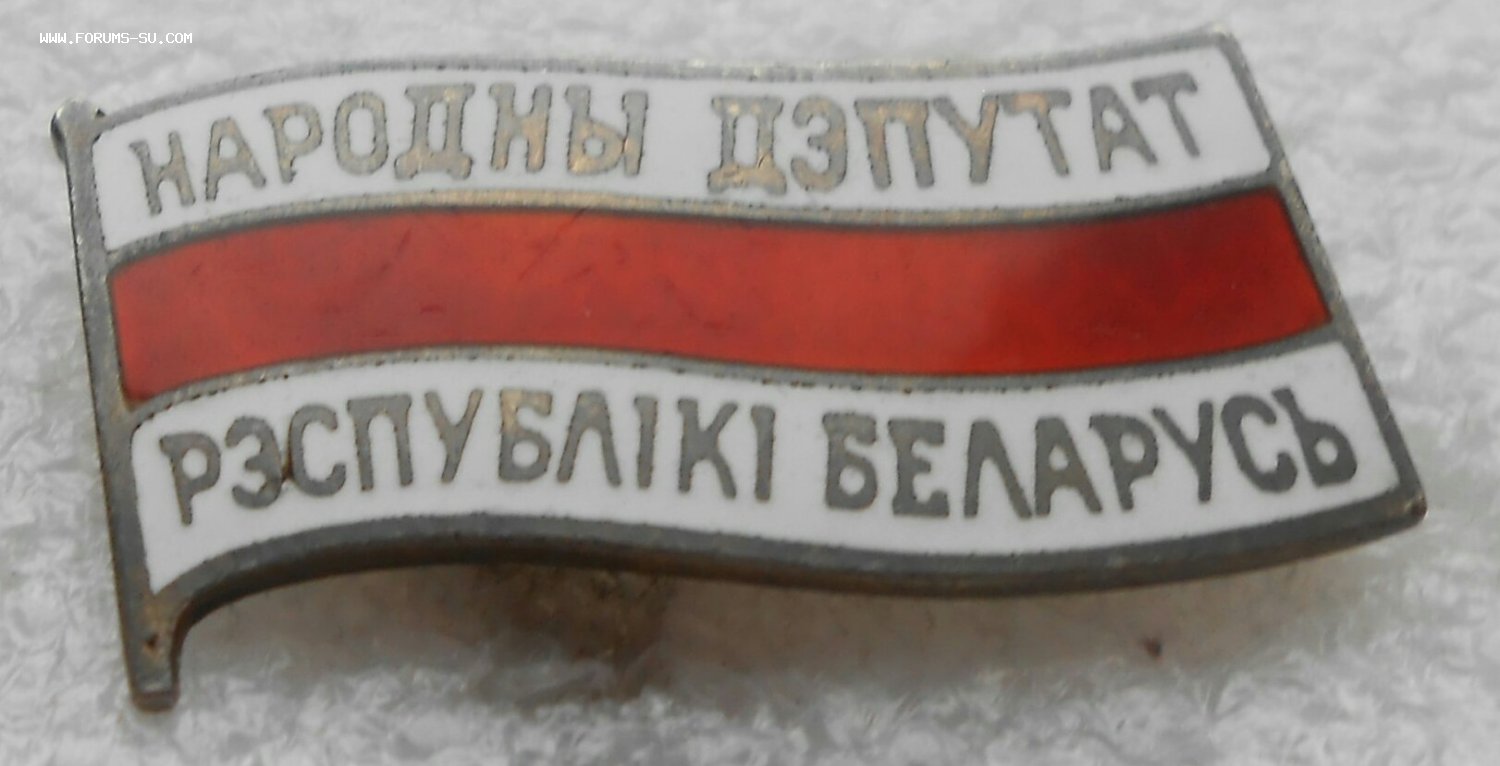 WWW.FORUMS-SU.COM
НАРОДНЫ ДЭПУТАТ
РЭСПУБЛІКІ БЕЛАРУСЬ